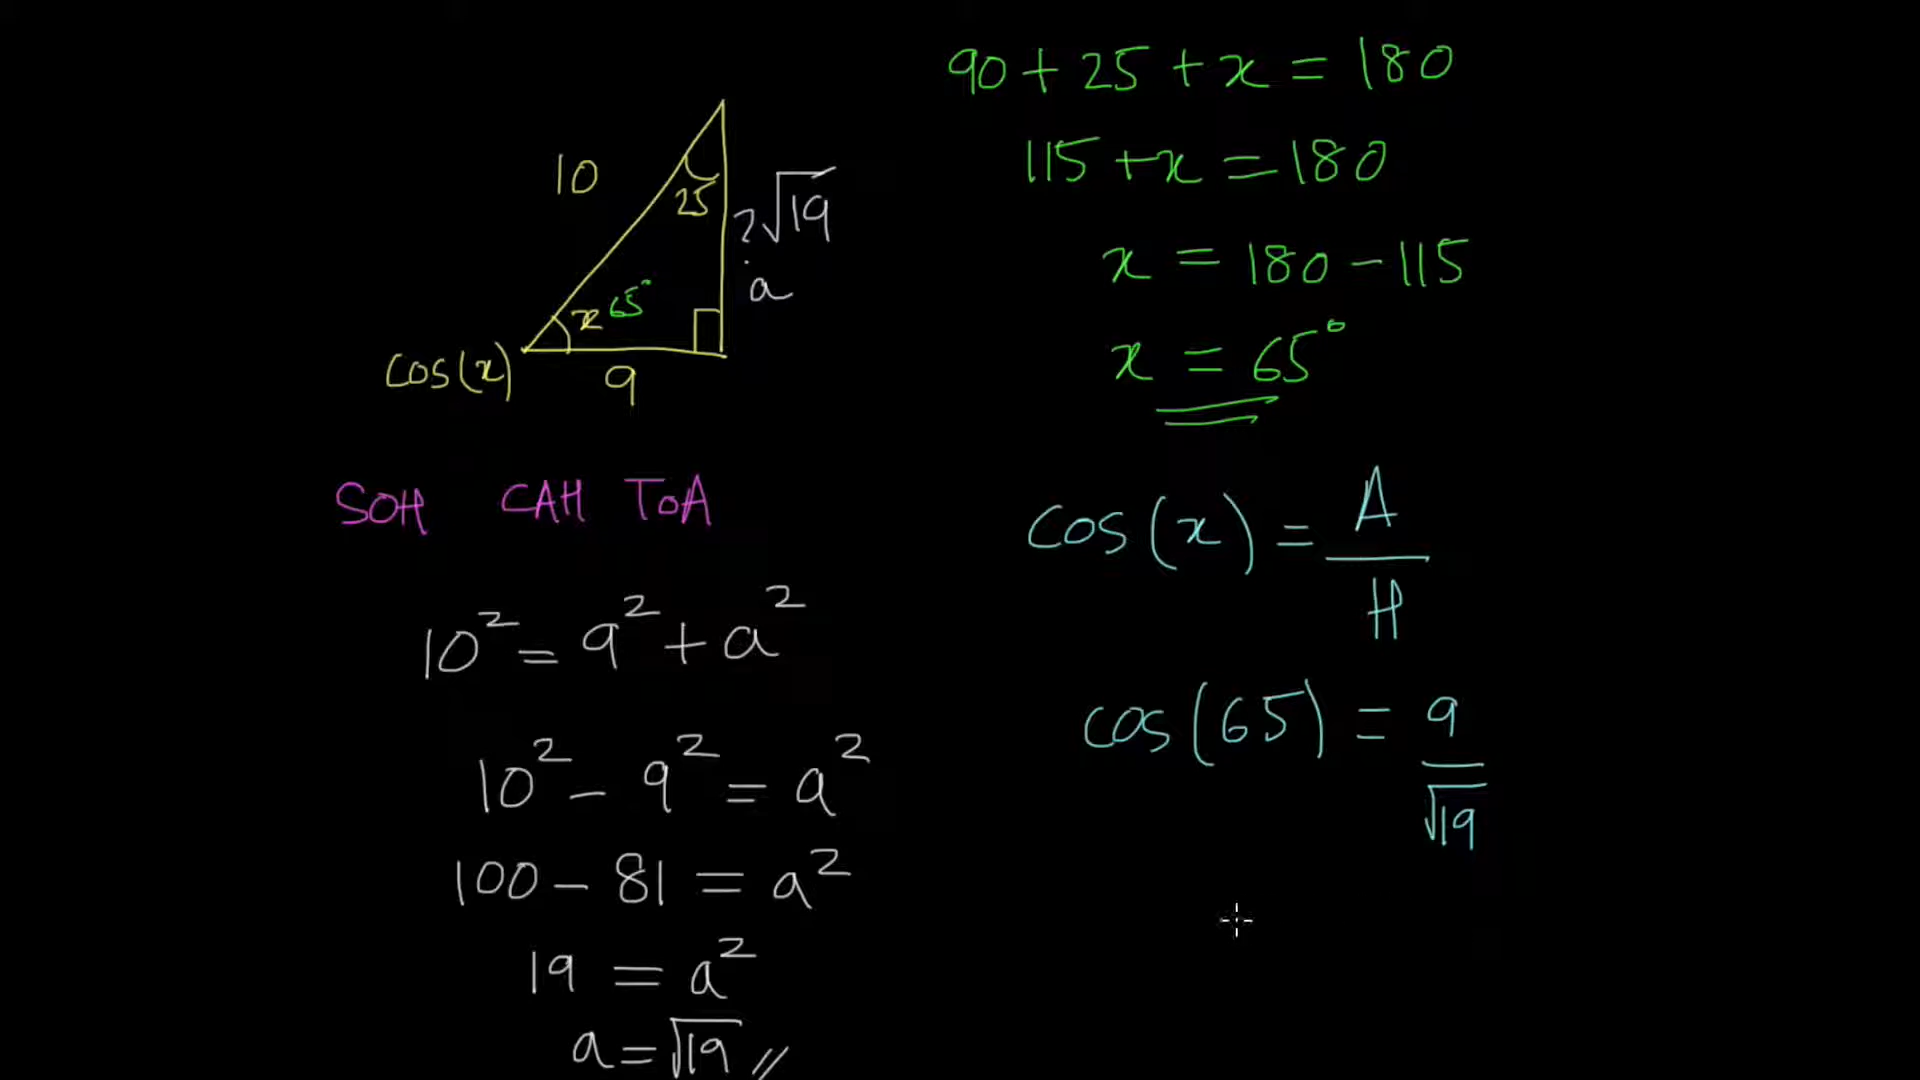 10
25
?√19
a
x 65°
cos(x)
9
SOH CAH TOA
10² = 9² + a²
10² - 9² = a²
100 - 81 = a²
19 = a²
a = √19 //
90 + 25 + x = 180
115 + x = 180
x = 180 - 115
x = 65°
cos(x) = A/H
cos(65) = 9/√19